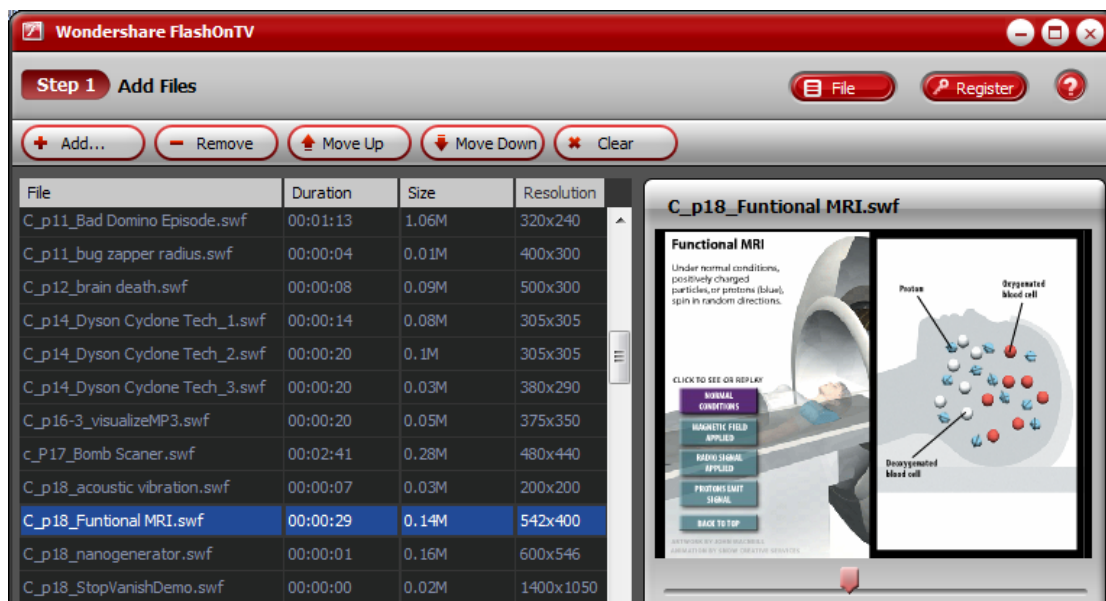 Wondershare FlashOnTV
Step 1 Add Files
File Register ?
Add... Remove Move Up Move Down Clear
File Duration Size Resolution
C_p11_Bad Domino Episode.swf 00:01:13 1.06M 320x240
C_p11_bug zapper radius.swf 00:00:04 0.01M 400x300
C_p12_brain death.swf 00:00:08 0.09M 500x300
C_p14_Dyson Cyclone Tech_1.swf 00:00:14 0.08M 305x305
C_p14_Dyson Cyclone Tech_2.swf 00:00:20 0.1M 305x305
C_p14_Dyson Cyclone Tech_3.swf 00:00:20 0.03M 380x290
C_p16-3_visualizeMP3.swf 00:00:20 0.05M 375x350
c_P17_Bomb Scaner.swf 00:02:41 0.28M 480x440
C_p18_acoustic vibration.swf 00:00:07 0.03M 200x200
C_p18_Funtional MRI.swf 00:00:29 0.14M 542x400
C_p18_nanogenerator.swf 00:00:01 0.16M 600x546
C_p18_StopVanishDemo.swf 00:00:00 0.02M 1400x1050
C_p18_Funtional MRI.swf
Functional MRI
Under normal conditions,
positively charged
particles, or protons (blue),
spin in random directions.
CLICK TO SEE OR REPLAY
NORMAL
CONDITIONS
MAGNETIC FIELD
APPLIED
RADIO SIGNAL
APPLIED
PROTONS EMIT
SIGNAL
BACK TO TOP
ARTWORK BY JOHN
ANIMATION BY CREATIVE SERVICES
Proton
Oxygenated
blood cell
Deoxygenated
blood cell